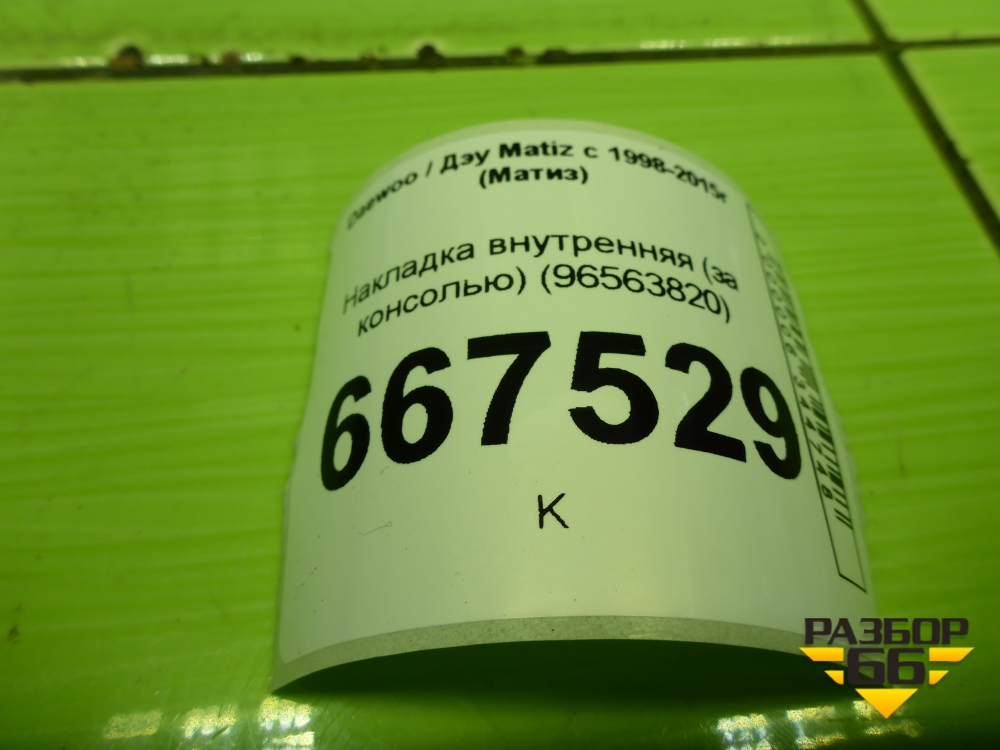 Daewoo / Дэу Matiz с 1998-2015г
(Матиз)
Накладка внутренняя (за
консолью) (96563820)
667529
К
РАЗБОР
66